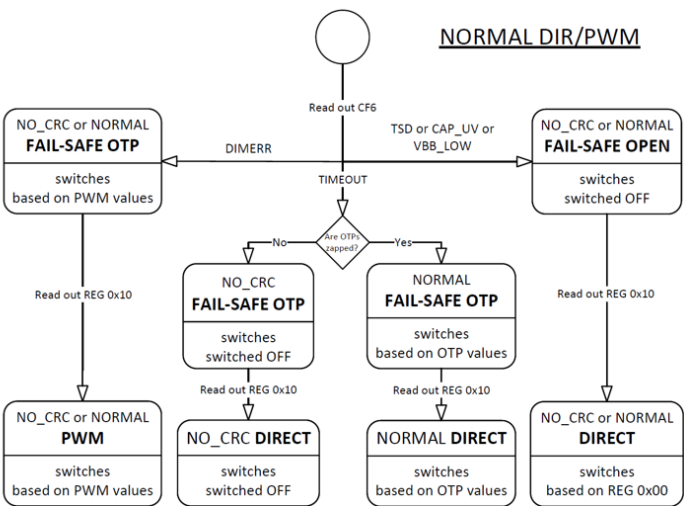 NORMAL DIR/PWM
Read out CF6
NO_CRC or NORMAL
FAIL-SAFE OTP
switches
based on PWM values
DIMERR
TSD or CAP_UV or
VBB_LOW
NO_CRC or NORMAL
FAIL-SAFE OPEN
switches
switched OFF
TIMEOUT
Are OTPs
zapped?
No
Yes
NO_CRC
FAIL-SAFE OTP
switches
switched OFF
NORMAL
FAIL-SAFE OTP
switches
based on OTP values
Read out REG 0x10
Read out REG 0x10
Read out REG 0x10
Read out REG 0x10
NO_CRC or NORMAL
PWM
switches
based on PWM values
NO_CRC DIRECT
switches
switched OFF
NORMAL DIRECT
switches
based on OTP values
NO_CRC or NORMAL
DIRECT
switches
based on REG 0x00